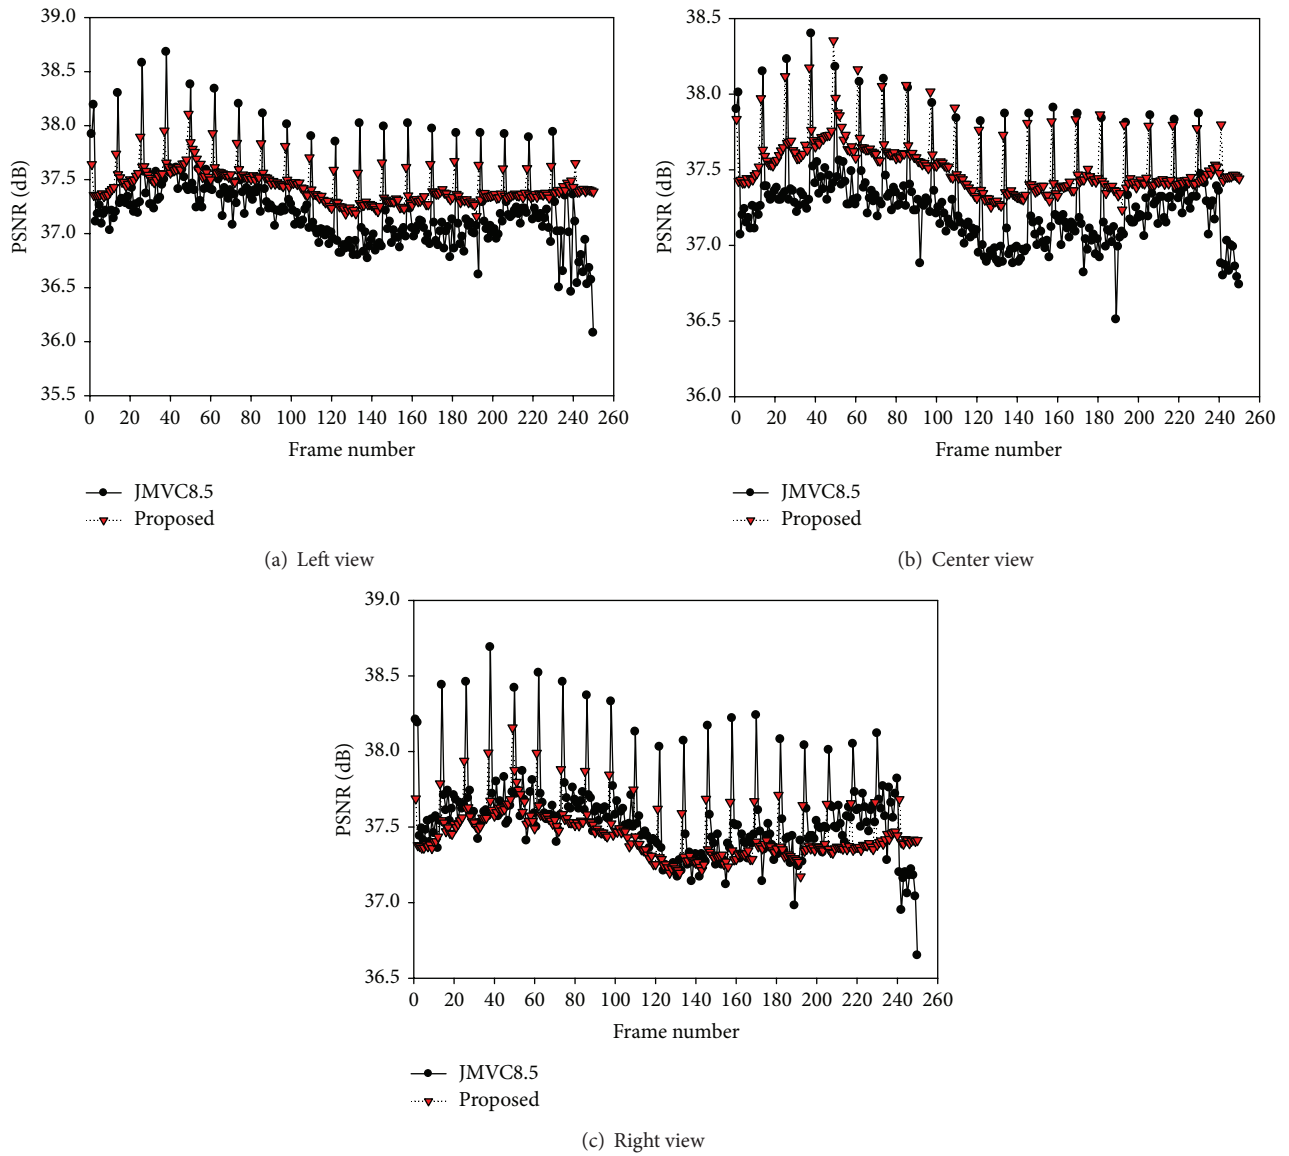 39.0
38.5
38.0
37.5
37.0
36.5
36.0
35.5
PSNR (dB)
0 20 40 60 80 100 120 140 160 180 200 220 240 260
Frame number
JMVC8.5
Proposed
(a) Left view
38.5
38.0
37.5
37.0
36.5
36.0
PSNR (dB)
0 20 40 60 80 100 120 140 160 180 200 220 240 260
Frame number
JMVC8.5
Proposed
(b) Center view
39.0
38.5
38.0
37.5
37.0
36.5
PSNR (dB)
0 20 40 60 80 100 120 140 160 180 200 220 240 260
Frame number
JMVC8.5
Proposed
(c) Right view